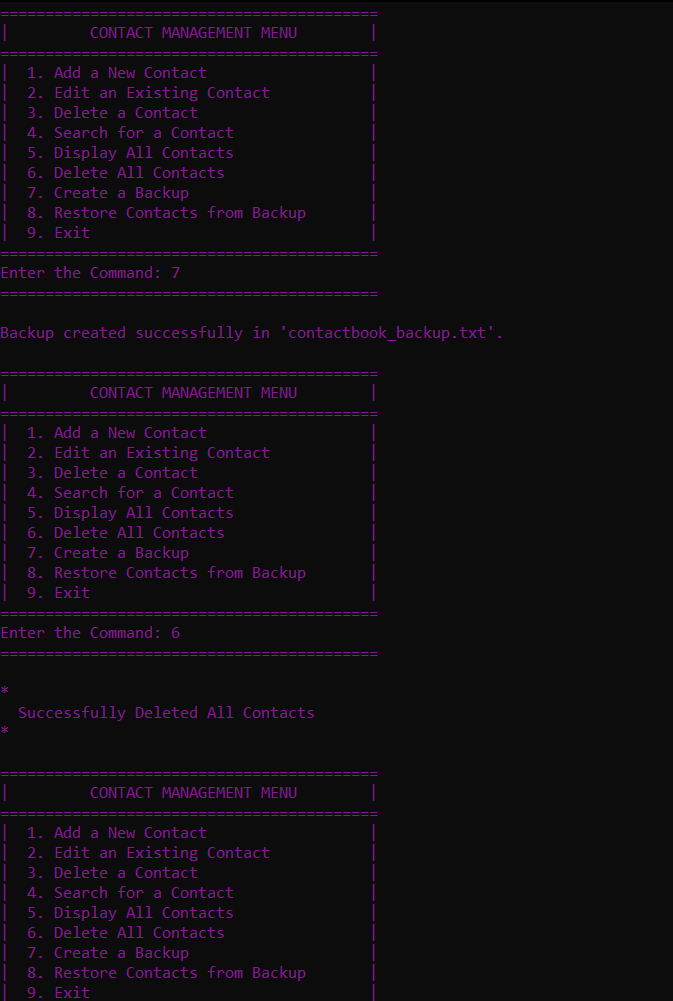 ==========================================
|         CONTACT MANAGEMENT MENU        |
==========================================
|  1. Add a New Contact                  |
|  2. Edit an Existing Contact           |
|  3. Delete a Contact                   |
|  4. Search for a Contact               |
|  5. Display All Contacts               |
|  6. Delete All Contacts                |
|  7. Create a Backup                    |
|  8. Restore Contacts from Backup       |
|  9. Exit                               |
==========================================
Enter the Command: 7
==========================================
Backup created successfully in 'contactbook_backup.txt'.
==========================================
|         CONTACT MANAGEMENT MENU        |
==========================================
|  1. Add a New Contact                  |
|  2. Edit an Existing Contact           |
|  3. Delete a Contact                   |
|  4. Search for a Contact               |
|  5. Display All Contacts               |
|  6. Delete All Contacts                |
|  7. Create a Backup                    |
|  8. Restore Contacts from Backup       |
|  9. Exit                               |
==========================================
Enter the Command: 6
==========================================
*
  Successfully Deleted All Contacts
*
==========================================
|         CONTACT MANAGEMENT MENU        |
==========================================
|  1. Add a New Contact                  |
|  2. Edit an Existing Contact           |
|  3. Delete a Contact                   |
|  4. Search for a Contact               |
|  5. Display All Contacts               |
|  6. Delete All Contacts                |
|  7. Create a Backup                    |
|  8. Restore Contacts from Backup       |
|  9. Exit                               |